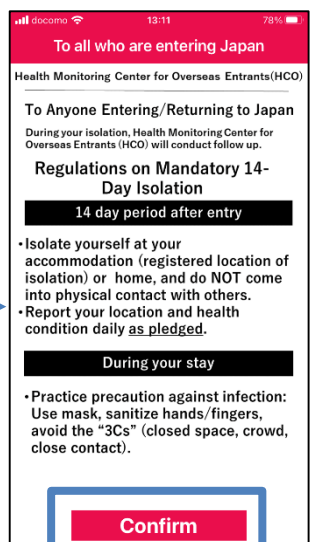 docomo 13:11 78%
To all who are entering Japan
Health Monitoring Center for Overseas Entrants(HCO)
To Anyone Entering/Returning to Japan
During your isolation, Health Monitoring Center for
Overseas Entrants (HCO) will conduct follow up.
Regulations on Mandatory 14-
Day Isolation
14 day period after entry
・Isolate yourself at your
accommodation (registered location of
isolation) or home, and do NOT come
into physical contact with others.
・Report your location and health
condition daily as pledged.
During your stay
・Practice precaution against infection:
Use mask, sanitize hands/fingers,
avoid the “3Cs” (closed space, crowd,
close contact).
Confirm